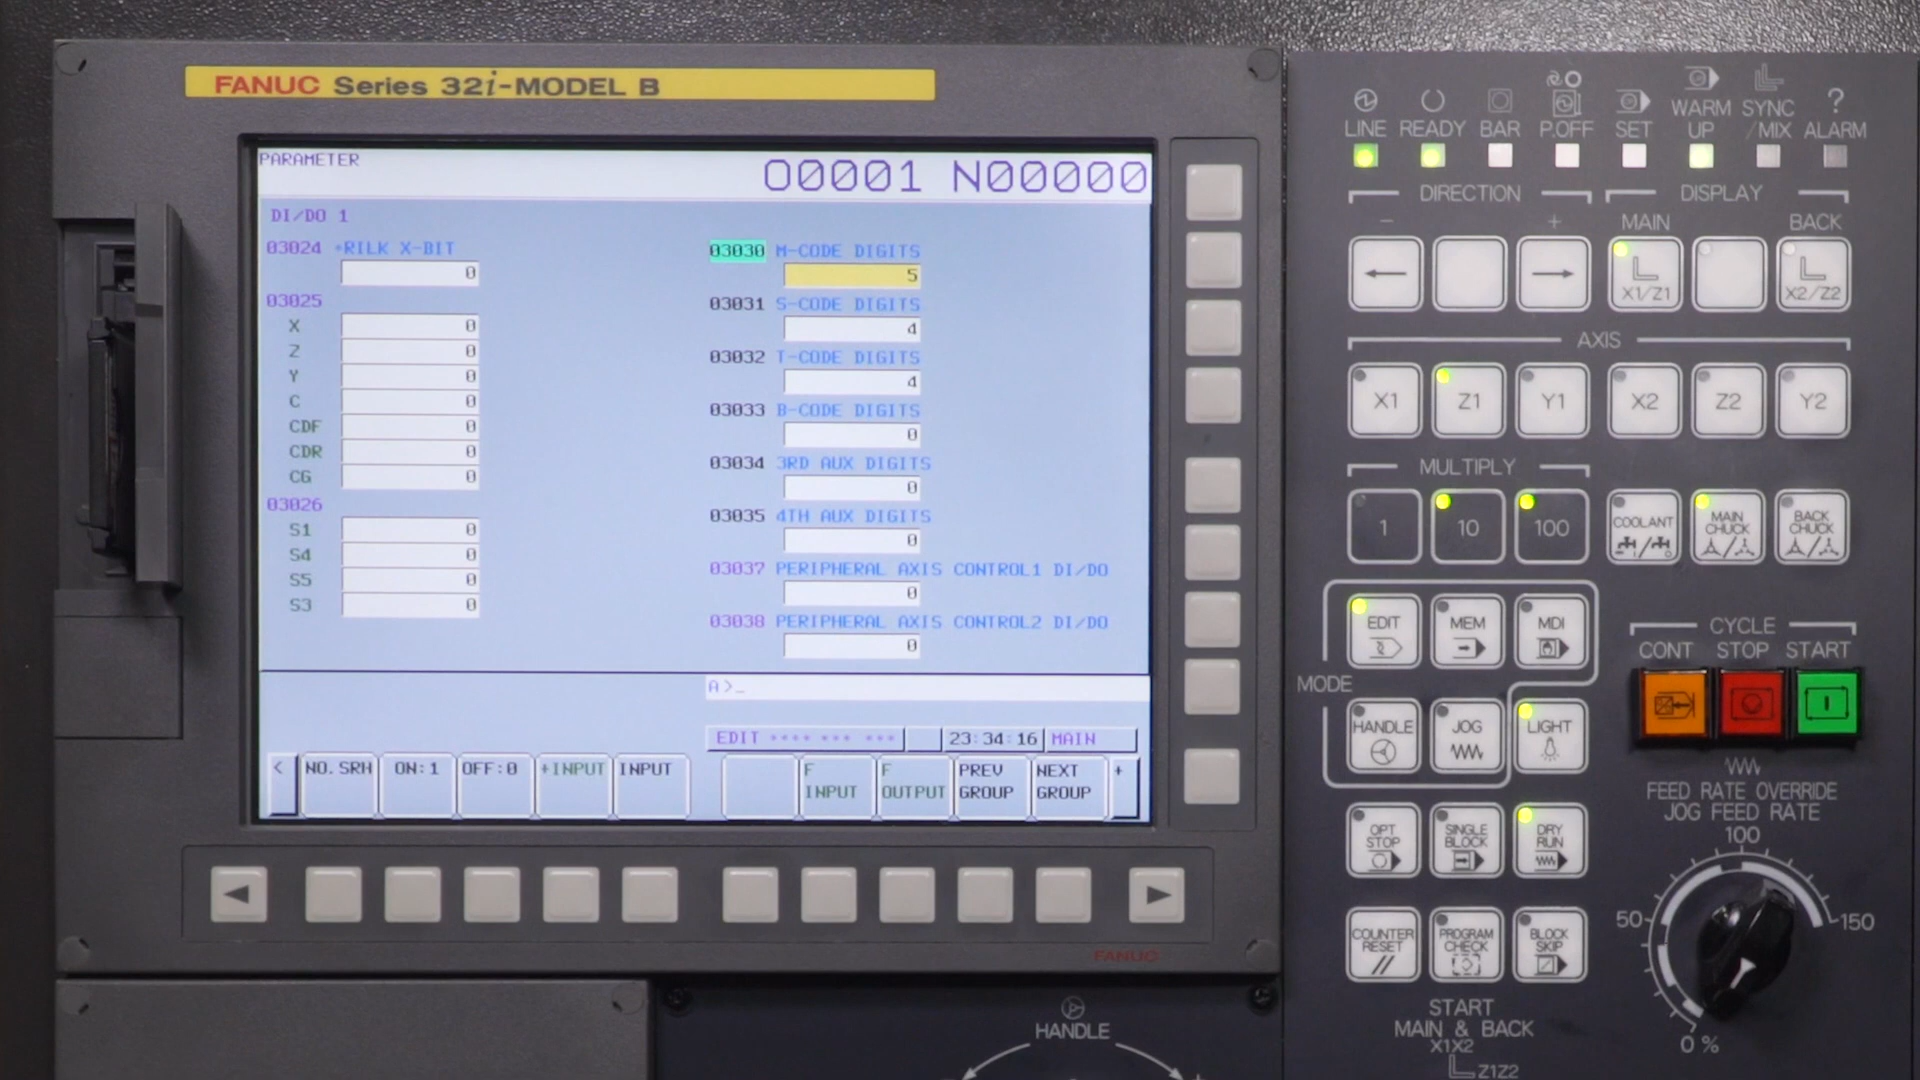 FANUC Series 32i-MODEL B
PARAMETER
O0001 N00000
DI/DO 1
03024 *RILK X-BIT
0
03025
X 0
Z 0
Y 0
C 0
CDF 0
CDR 0
CG 0
03026
S1 0
S4 0
S5 0
S3 0
03030 M-CODE DIGITS
5
03031 S-CODE DIGITS
4
03032 T-CODE DIGITS
4
03033 B-CODE DIGITS
0
03034 3RD AUX DIGITS
0
03035 4TH AUX DIGITS
0
03037 PERIPHERAL AXIS CONTROL1 DI/DO
0
03038 PERIPHERAL AXIS CONTROL2 DI/DO
0
A>_
EDIT **** *** *** 23:34:16 MAIN
< NO.SRH ON:1 OFF:0 +INPUT INPUT
F INPUT
F OUTPUT
PREV GROUP
NEXT GROUP
+
FANUC
LINE READY BAR P.OFF SET WARM UP SYNC /MIX ? ALARM
DIRECTION
DISPLAY
- +
MAIN BACK
X1/Z1
X2/Z2
AXIS
X1 Z1 Y1 X2 Z2 Y2
MULTIPLY
1 10 100
COOLANT
MAIN CHUCK
BACK CHUCK
MODE
EDIT MEM MDI
HANDLE JOG LIGHT
CYCLE
CONT STOP START
OPT STOP
SINGLE BLOCK
DRY RUN
COUNTER RESET //
PROGRAM CHECK
BLOCK SKIP
FEED RATE OVERRIDE
JOG FEED RATE
100
50 150
0 %
START
MAIN & BACK
X1X2
Z1Z2
HANDLE
+